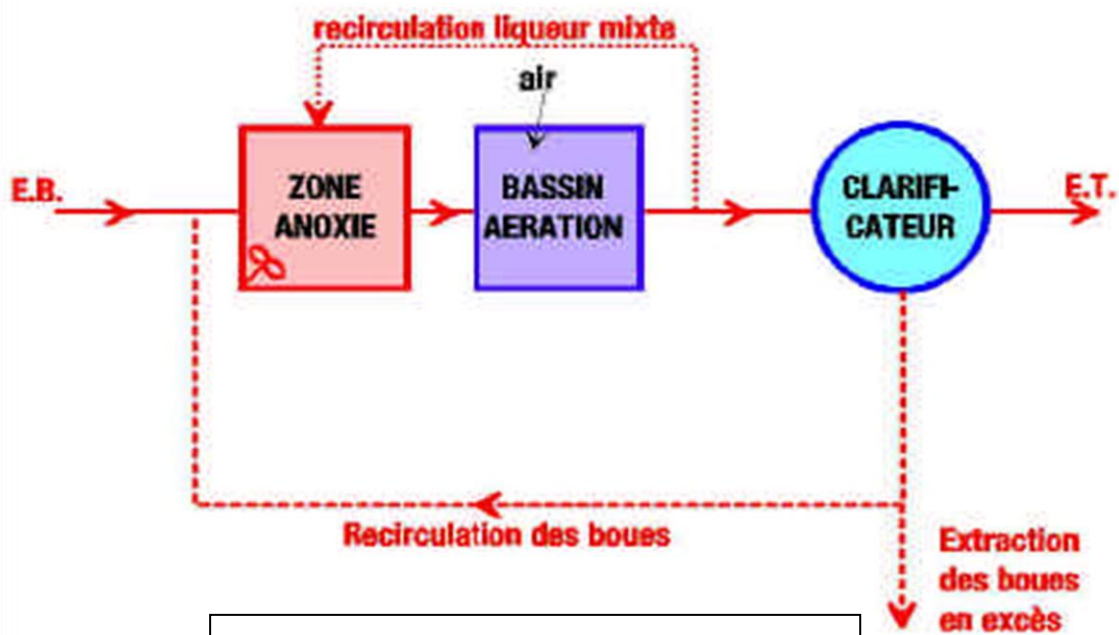 recirculation liqueur mixte
air
E.B.
ZONE
ANOXIE
BASSIN
AERATION
CLARIFI-
CATEUR
E.T.
Recirculation des boues
Extraction
des boues
en excès